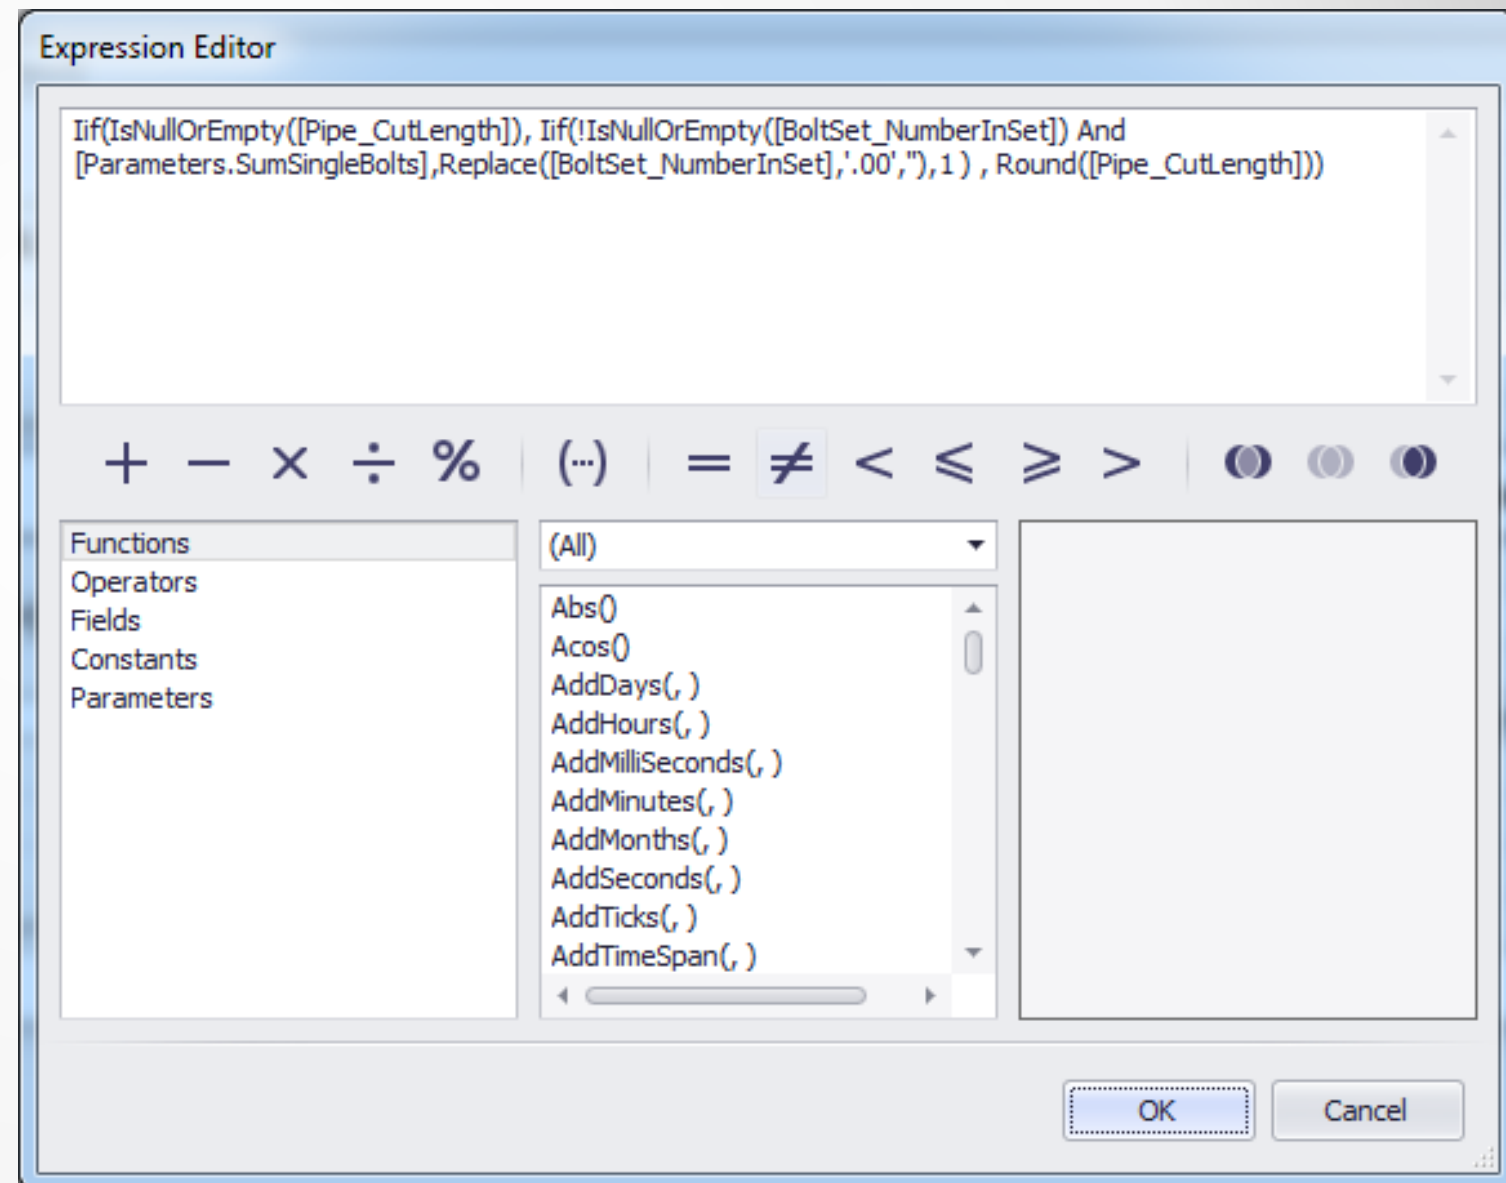 Expression Editor
Iif(IsNullOrEmpty([Pipe_CutLength]), Iif(!IsNullOrEmpty([BoltSet_NumberInSet]) And
[Parameters.SumSingleBolts],Replace([BoltSet_NumberInSet],'.00',''),1 ) , Round([Pipe_CutLength]))
+ − × ÷ % (...) = ≠ < ≤ ≥ >
Functions
Operators
Fields
Constants
Parameters
(All)
Abs()
Acos()
AddDays(, )
AddHours(, )
AddMilliSeconds(, )
AddMinutes(, )
AddMonths(, )
AddSeconds(, )
AddTicks(, )
AddTimeSpan(, )
OK
Cancel